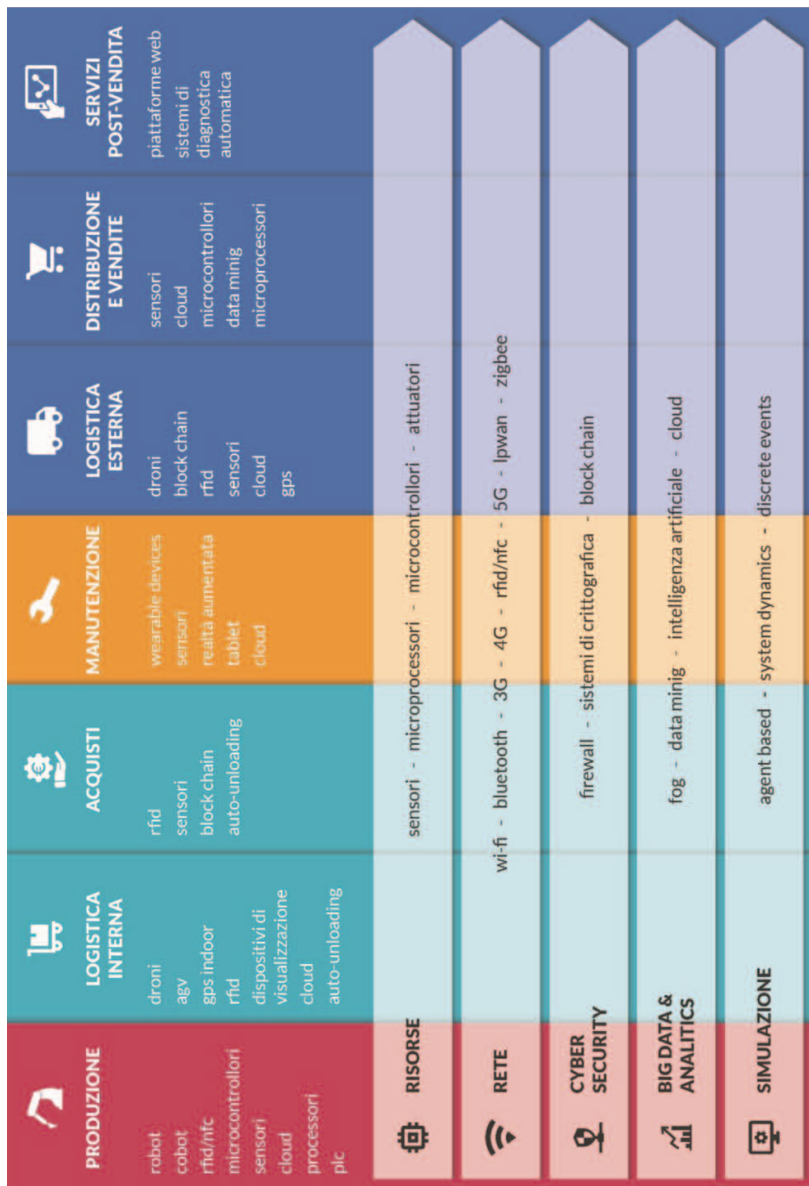 PRODUZIONE
robot
cobot
rfid/nfc
microcontrollori
sensori
cloud
processori
plc
LOGISTICA
INTERNA
droni
agv
gps indoor
rfid
dispositivi di
visualizzazione
cloud
auto-unloading
ACQUISTI
rfid
sensori
block chain
auto-unloading
MANUTENZIONE
wearable devices
sensori
realtà aumentata
tablet
cloud
LOGISTICA
ESTERNA
droni
block chain
rfid
sensori
cloud
gps
DISTRIBUZIONE
E VENDITE
sensori
cloud
microcontrollori
data minig
microprocessori
SERVIZI
POST-VENDITA
piattaforme web
sistemi di
diagnostica
automatica
RISORSE
sensori - microprocessori - microcontrollori - attuatori
RETE
wi-fi - bluetooth - 3G - 4G - rfid/nfc - 5G - lpwan - zigbee
CYBER
SECURITY
firewall - sistemi di crittografica - block chain
BIG DATA &
ANALITICS
fog - data minig - intelligenza artificiale - cloud
SIMULAZIONE
agent based - system dynamics - discrete events